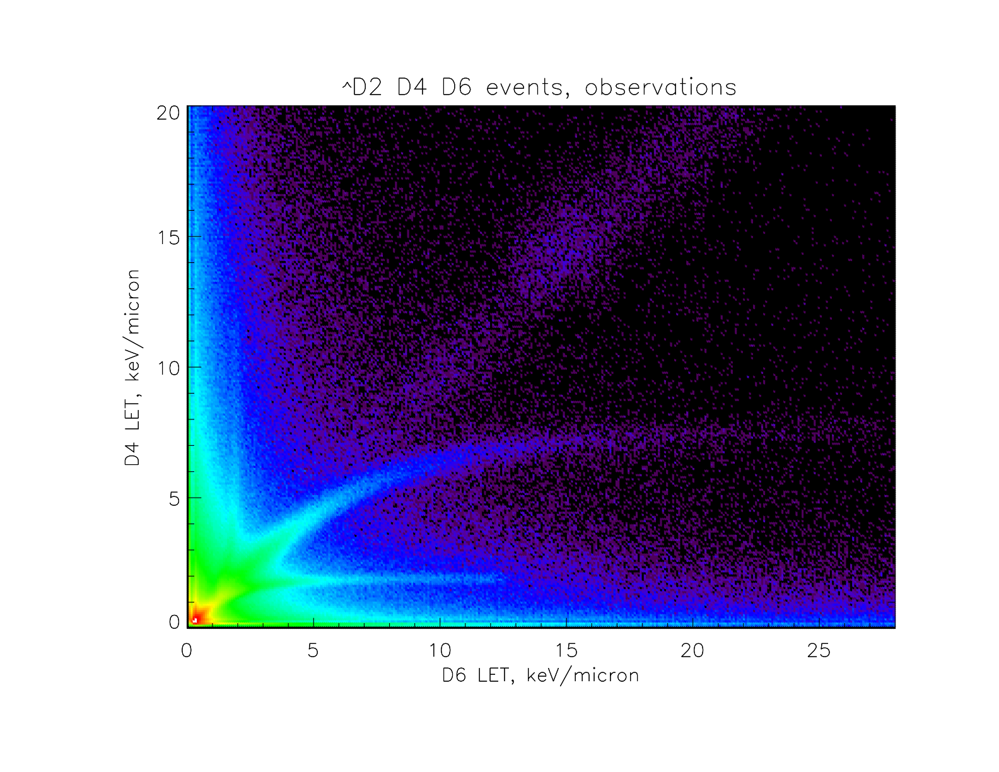 ^D2 D4 D6 events, observations
20
15
10
5
0
D4 LET, keV/micron
0 5 10 15 20 25
D6 LET, keV/micron